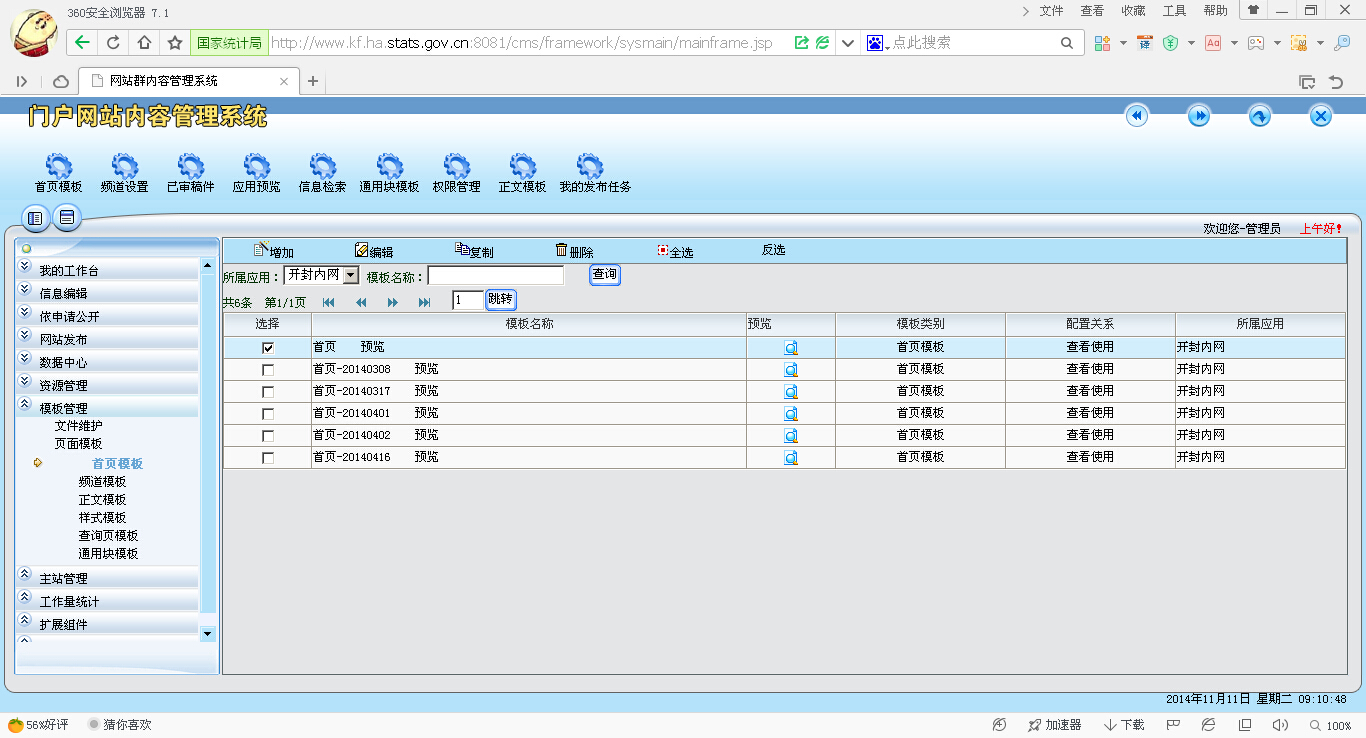 360安全浏览器 7.1
文件 查看 收藏 工具 帮助
国家统计局 http://www.kf.ha.stats.gov.cn:8081/cms/framework/sysmain/mainframe.jsp 点此搜索
网站群内容管理系统
门户网站内容管理系统
首页模板 频道设置 已审稿件 应用预览 信息检索 通用块模板 权限管理 正文模板 我的发布任务
欢迎您-管理员 上午好!
我的工作台
信息编辑
依申请公开
网站发布
数据中心
资源管理
模板管理
文件维护
页面模板
首页模板
频道模板
正文模板
样式模板
查询页模板
通用块模板
主站管理
工作量统计
扩展组件
增加 编辑 复制 删除 全选 反选
所属应用： 开封内网 模板名称： 查询
共6条 第1/1页 1 跳转
选择 模板名称 预览 模板类别 配置关系 所属应用
首页 预览 首页模板 查看使用 开封内网
首页-20140308 预览 首页模板 查看使用 开封内网
首页-20140317 预览 首页模板 查看使用 开封内网
首页-20140401 预览 首页模板 查看使用 开封内网
首页-20140402 预览 首页模板 查看使用 开封内网
首页-20140416 预览 首页模板 查看使用 开封内网
2014年11月11日 星期二 09:10:48
56%好评 猜你喜欢 加速器 下载 100%